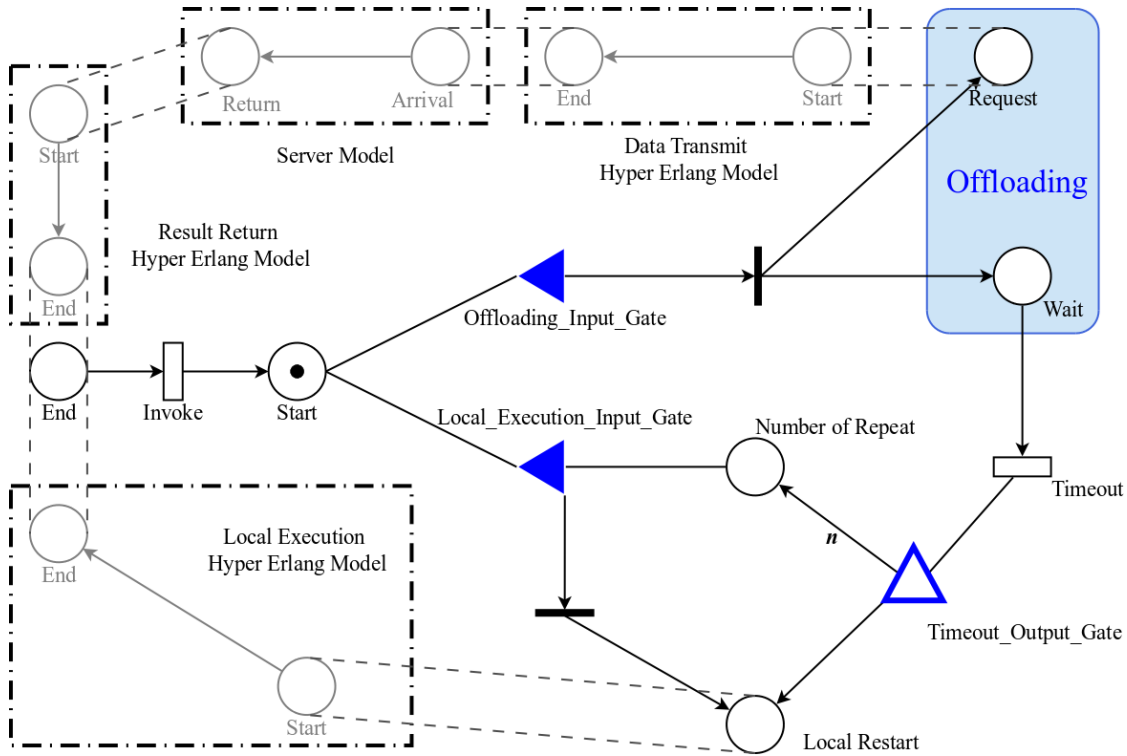 Return
Arrival
End
Start
Request
Start
Server Model
Data Transmit
Hyper Erlang Model
Offloading
Result Return
Hyper Erlang Model
End
Offloading_Input_Gate
Wait
End
Invoke
Start
Local_Execution_Input_Gate
Number of Repeat
Timeout
Local Execution
Hyper Erlang Model
n
End
Timeout_Output_Gate
Start
Local Restart